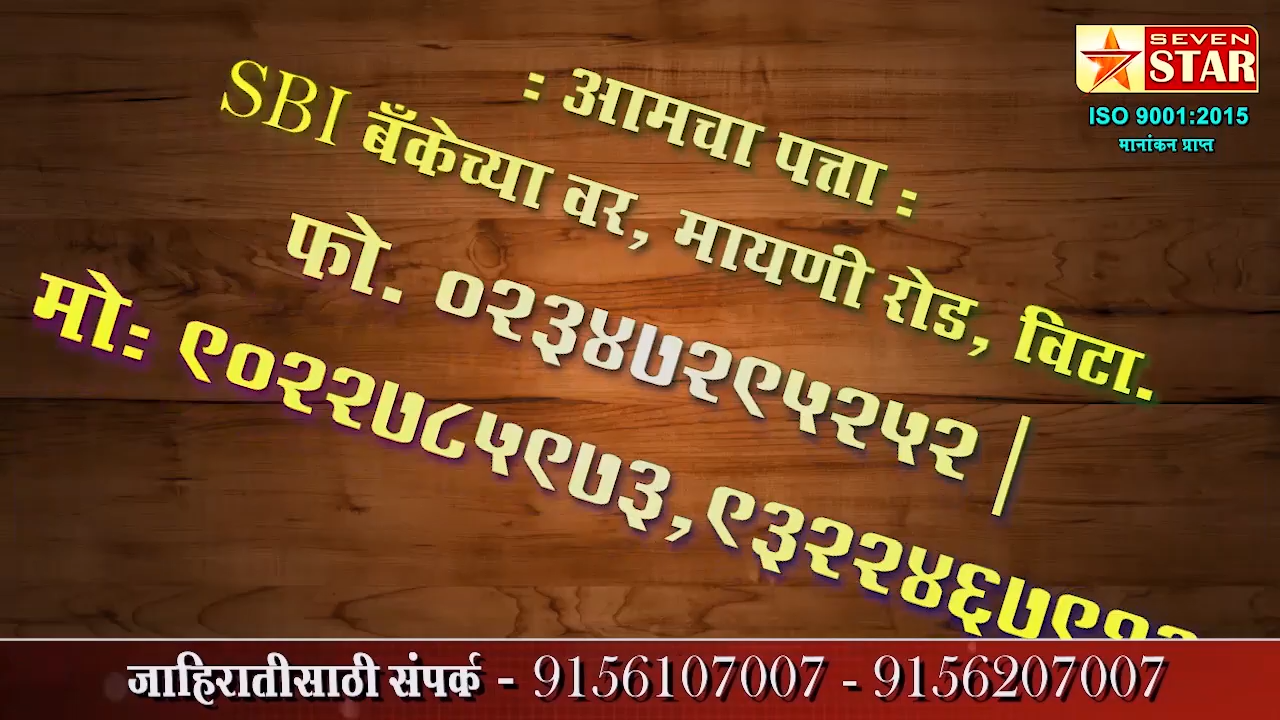 SEVEN
STAR
ISO 9001:2015
मानांकन प्राप्त
: आमचा पत्ता :
SBI बँकेच्या वर, मायणी रोड, विटा.
फो. ०२३४७२९५२५२ |
मो: ९०२२७८५९७३,
जाहिरातीसाठी संपर्क - 9156107007 - 9156207007